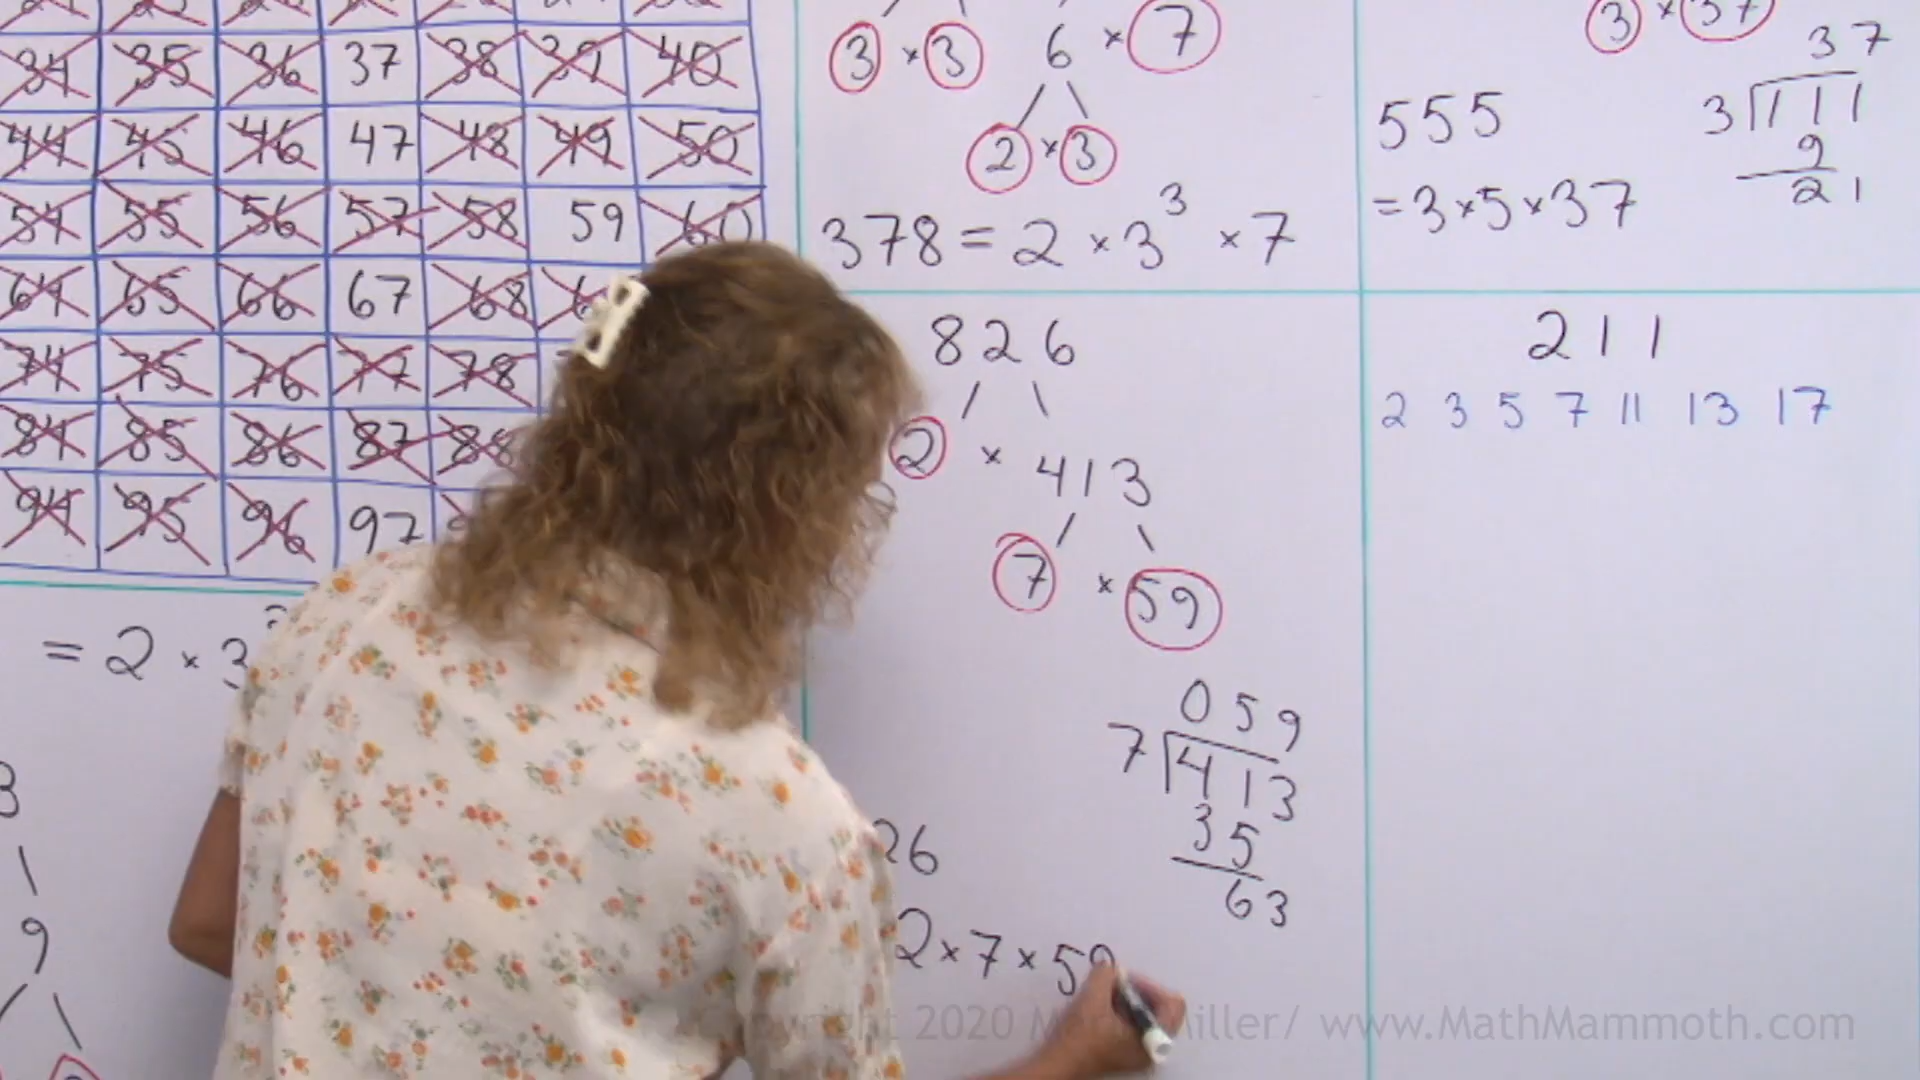 34 35 36 37 38 39 40
44 45 46 47 48 49 50
54 55 56 57 58 59 60
64 65 66 67 68
74 75 76 77 78
84 85 86 87 88
94 95 96 97
= 2 × 3
9
3 × 3 6 × 7
2 × 3
378 = 2 × 3³ × 7
826
2 × 413
7 × 59
059
7 413
35
63
26
2 × 7 × 59
3 × 37
37
3 111
9
21
555
= 3 × 5 × 37
211
2 3 5 7 11 13 17
Copyright 2020 Maria Miller/ www.MathMammoth.com